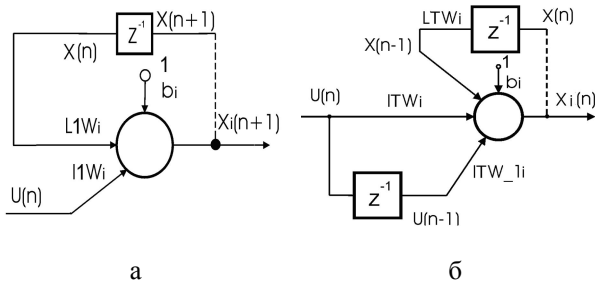 X(n+1)
Z⁻¹
X(n)
1
bi
Xi(n+1)
L1Wi
I1Wi
U(n)
а
LTWi
z⁻¹
X(n)
X(n-1)
1
bi
U(n)
ITWi
Xi(n)
ITW_1i
z⁻¹
U(n-1)
б